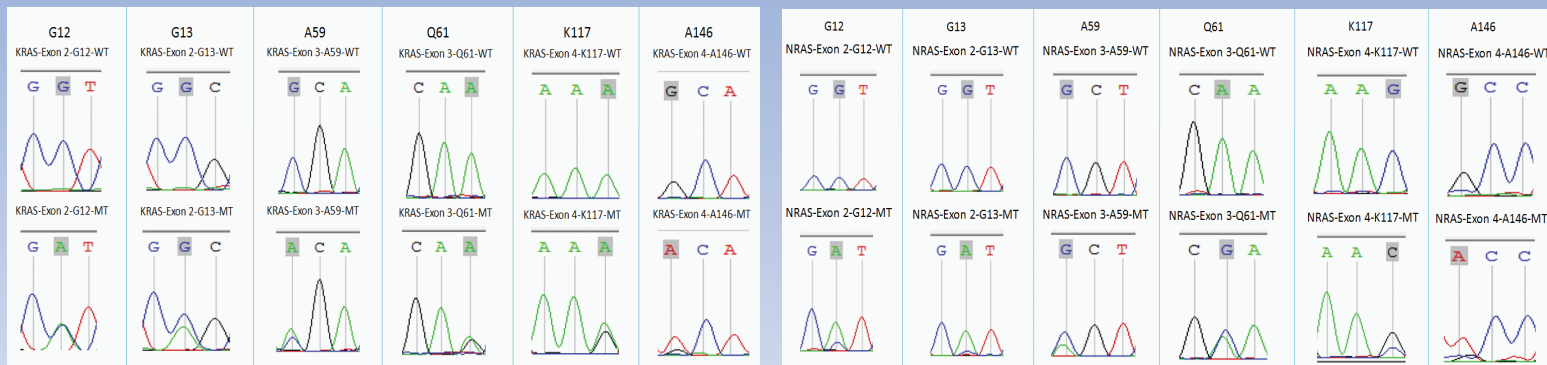 G12 G13 A59 Q61 K117 A146
KRAS-Exon 2-G12-WT KRAS-Exon 2-G13-WT KRAS-Exon 3-A59-WT KRAS-Exon 3-Q61-WT KRAS-Exon 4-K117-WT KRAS-Exon 4-A146-WT
G G T G G C G C A C A A A A A G C A
KRAS-Exon 2-G12-MT KRAS-Exon 2-G13-MT KRAS-Exon 3-A59-MT KRAS-Exon 3-Q61-MT KRAS-Exon 4-K117-MT KRAS-Exon 4-A146-MT
G A T G G C A C A C A A A A A A C A
G12 G13 A59 Q61 K117 A146
NRAS-Exon 2-G12-WT NRAS-Exon 2-G13-WT NRAS-Exon 3-A59-WT NRAS-Exon 3-Q61-WT NRAS-Exon 4-K117-WT NRAS-Exon 4-A146-WT
G G T G G T G C T C A A A A G G C C
NRAS-Exon 2-G12-MT NRAS-Exon 2-G13-MT NRAS-Exon 3-A59-MT NRAS-Exon 3-Q61-MT NRAS-Exon 4-K117-MT NRAS-Exon 4-A146-MT
G A T G A T G C T C G A A A C A C C